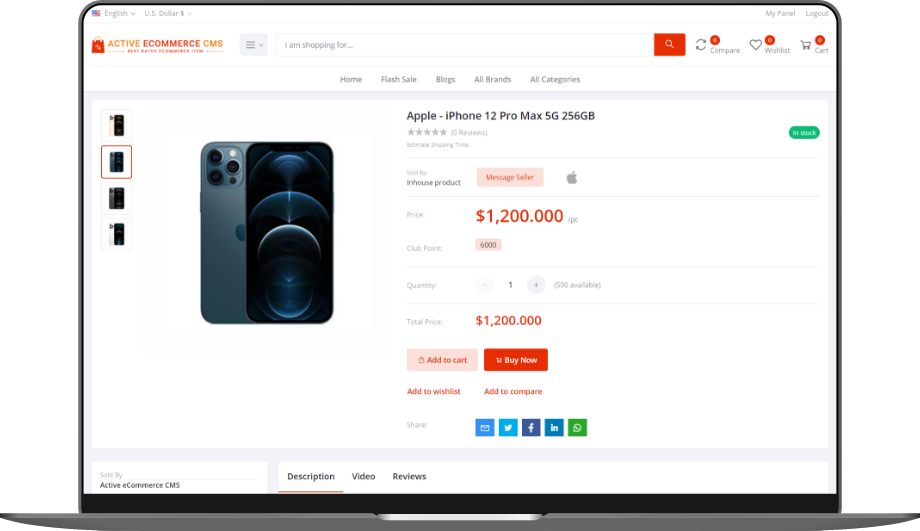 English
U.S. Dollar $
My Panel
Logout
ACTIVE ECOMMERCE CMS
BEST RATED ECOMMERCE ITEM
I am shopping for...
0
Compare
0
Wishlist
0
Cart
Home
Flash Sale
Blogs
All Brands
All Categories
Apple - iPhone 12 Pro Max 5G 256GB
(0 Reviews)
In stock
Estimate Shipping Time:
Sold By:
Inhouse product
Message Seller
Price:
$1,200.000 /pc
Club Point:
6000
Quantity:
− 1 +
(500 available)
Total Price:
$1,200.000
Add to cart
Buy Now
Add to wishlist
Add to compare
Share:
Sold By
Active eCommerce CMS
Description
Video
Reviews